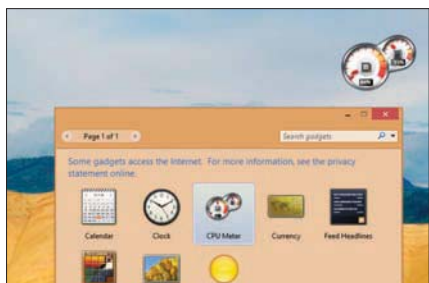 Page 1 of 1
Search gadgets
Some gadgets access the Internet. For more information, see the privacy
statement online.
Calendar
Clock
CPU Meter
Currency
Feed Headlines